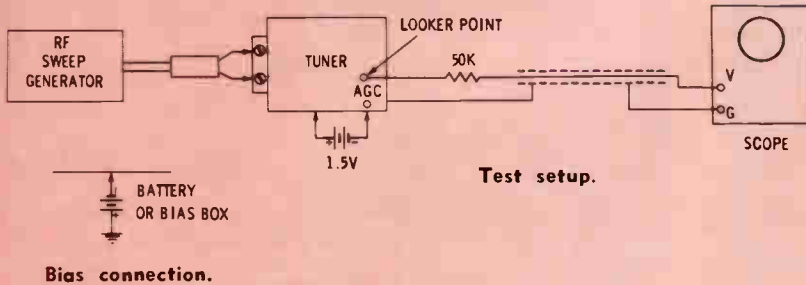 RF
SWEEP
GENERATOR
TUNER
LOOKER POINT
AGC
1.5V
50K
V
G
SCOPE
Test setup.
BATTERY
OR BIAS BOX
Bias connection.